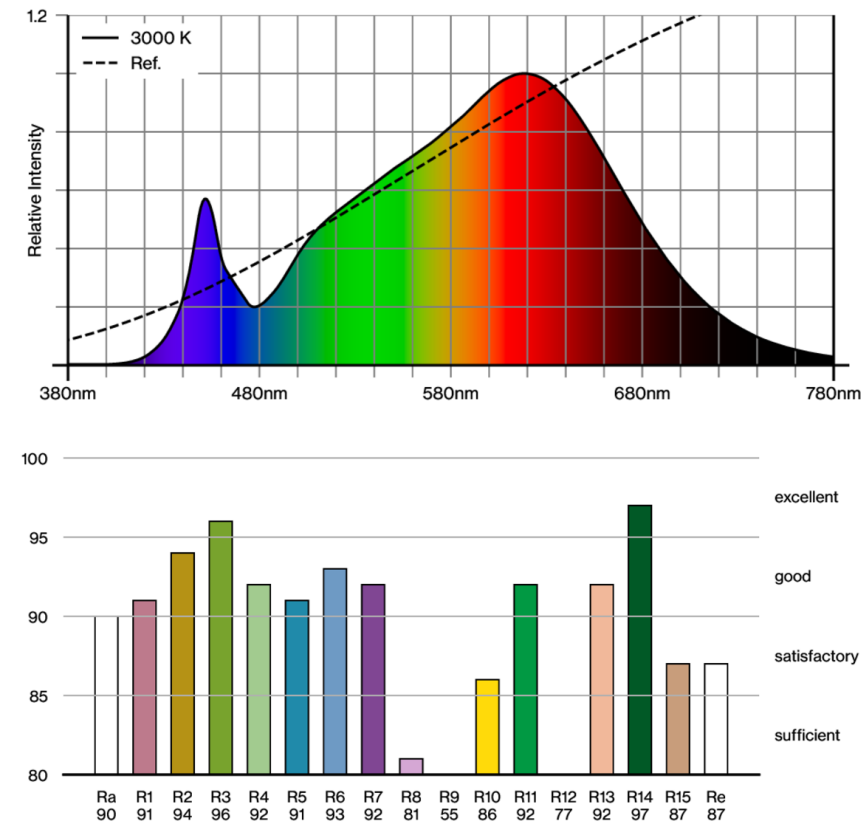 1.2
3000 K
Ref.
Relative Intensity
380nm 480nm 580nm 680nm 780nm
100
excellent
95
good
90
satisfactory
85
sufficient
80
Ra R1 R2 R3 R4 R5 R6 R7 R8 R9 R10 R11 R12 R13 R14 R15 Re
90 91 94 96 92 91 93 92 81 55 86 92 77 92 97 87 87